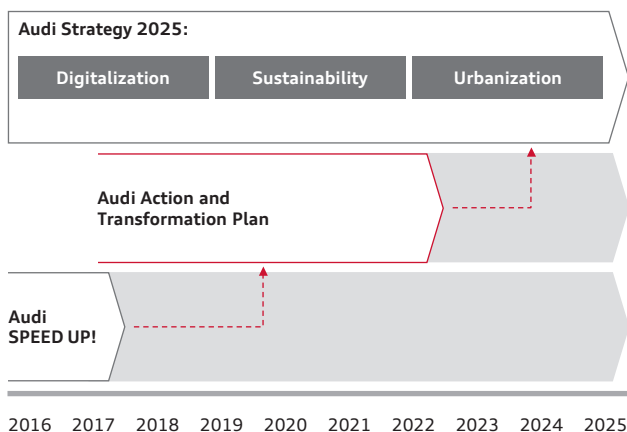 Audi Strategy 2025:
Digitalization Sustainability Urbanization
Audi Action and
Transformation Plan
Audi
SPEED UP!
2016 2017 2018 2019 2020 2021 2022 2023 2024 2025